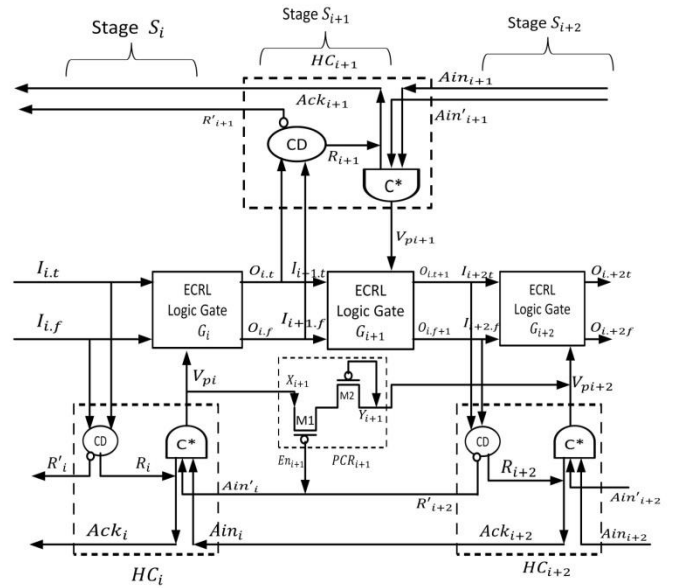 Stage S_i
Stage S_{i+1}
Stage S_{i+2}
HC_{i+1}
Ack_{i+1}
Ain_{i+1}
R'_{i+1}
Ain'_{i+1}
CD
R_{i+1}
C*
V_{pi+1}
I_{i.t}
O_{i.t}
I_{i+1.t}
O_{i.t+1}
I_{i+2t}
O_{i.+2t}
ECRL
Logic Gate
G_i
ECRL
Logic Gate
G_{i+1}
ECRL
Logic Gate
G_{i+2}
I_{i.f}
O_{i.f}
I_{i+1.f}
O_{i.f+1}
I_{i+2.f}
O_{i.+2f}
V_{pi}
X_{i+1}
M2
Y_{i+1}
V_{pi+2}
M1
CD
C*
En_{i+1}
PCR_{i+1}
CD
C*
R'_i
R_i
Ain'_i
R'_{i+2}
R_{i+2}
Ain'_{i+2}
Ack_i
Ain_i
Ack_{i+2}
Ain_{i+2}
HC_i
HC_{i+2}